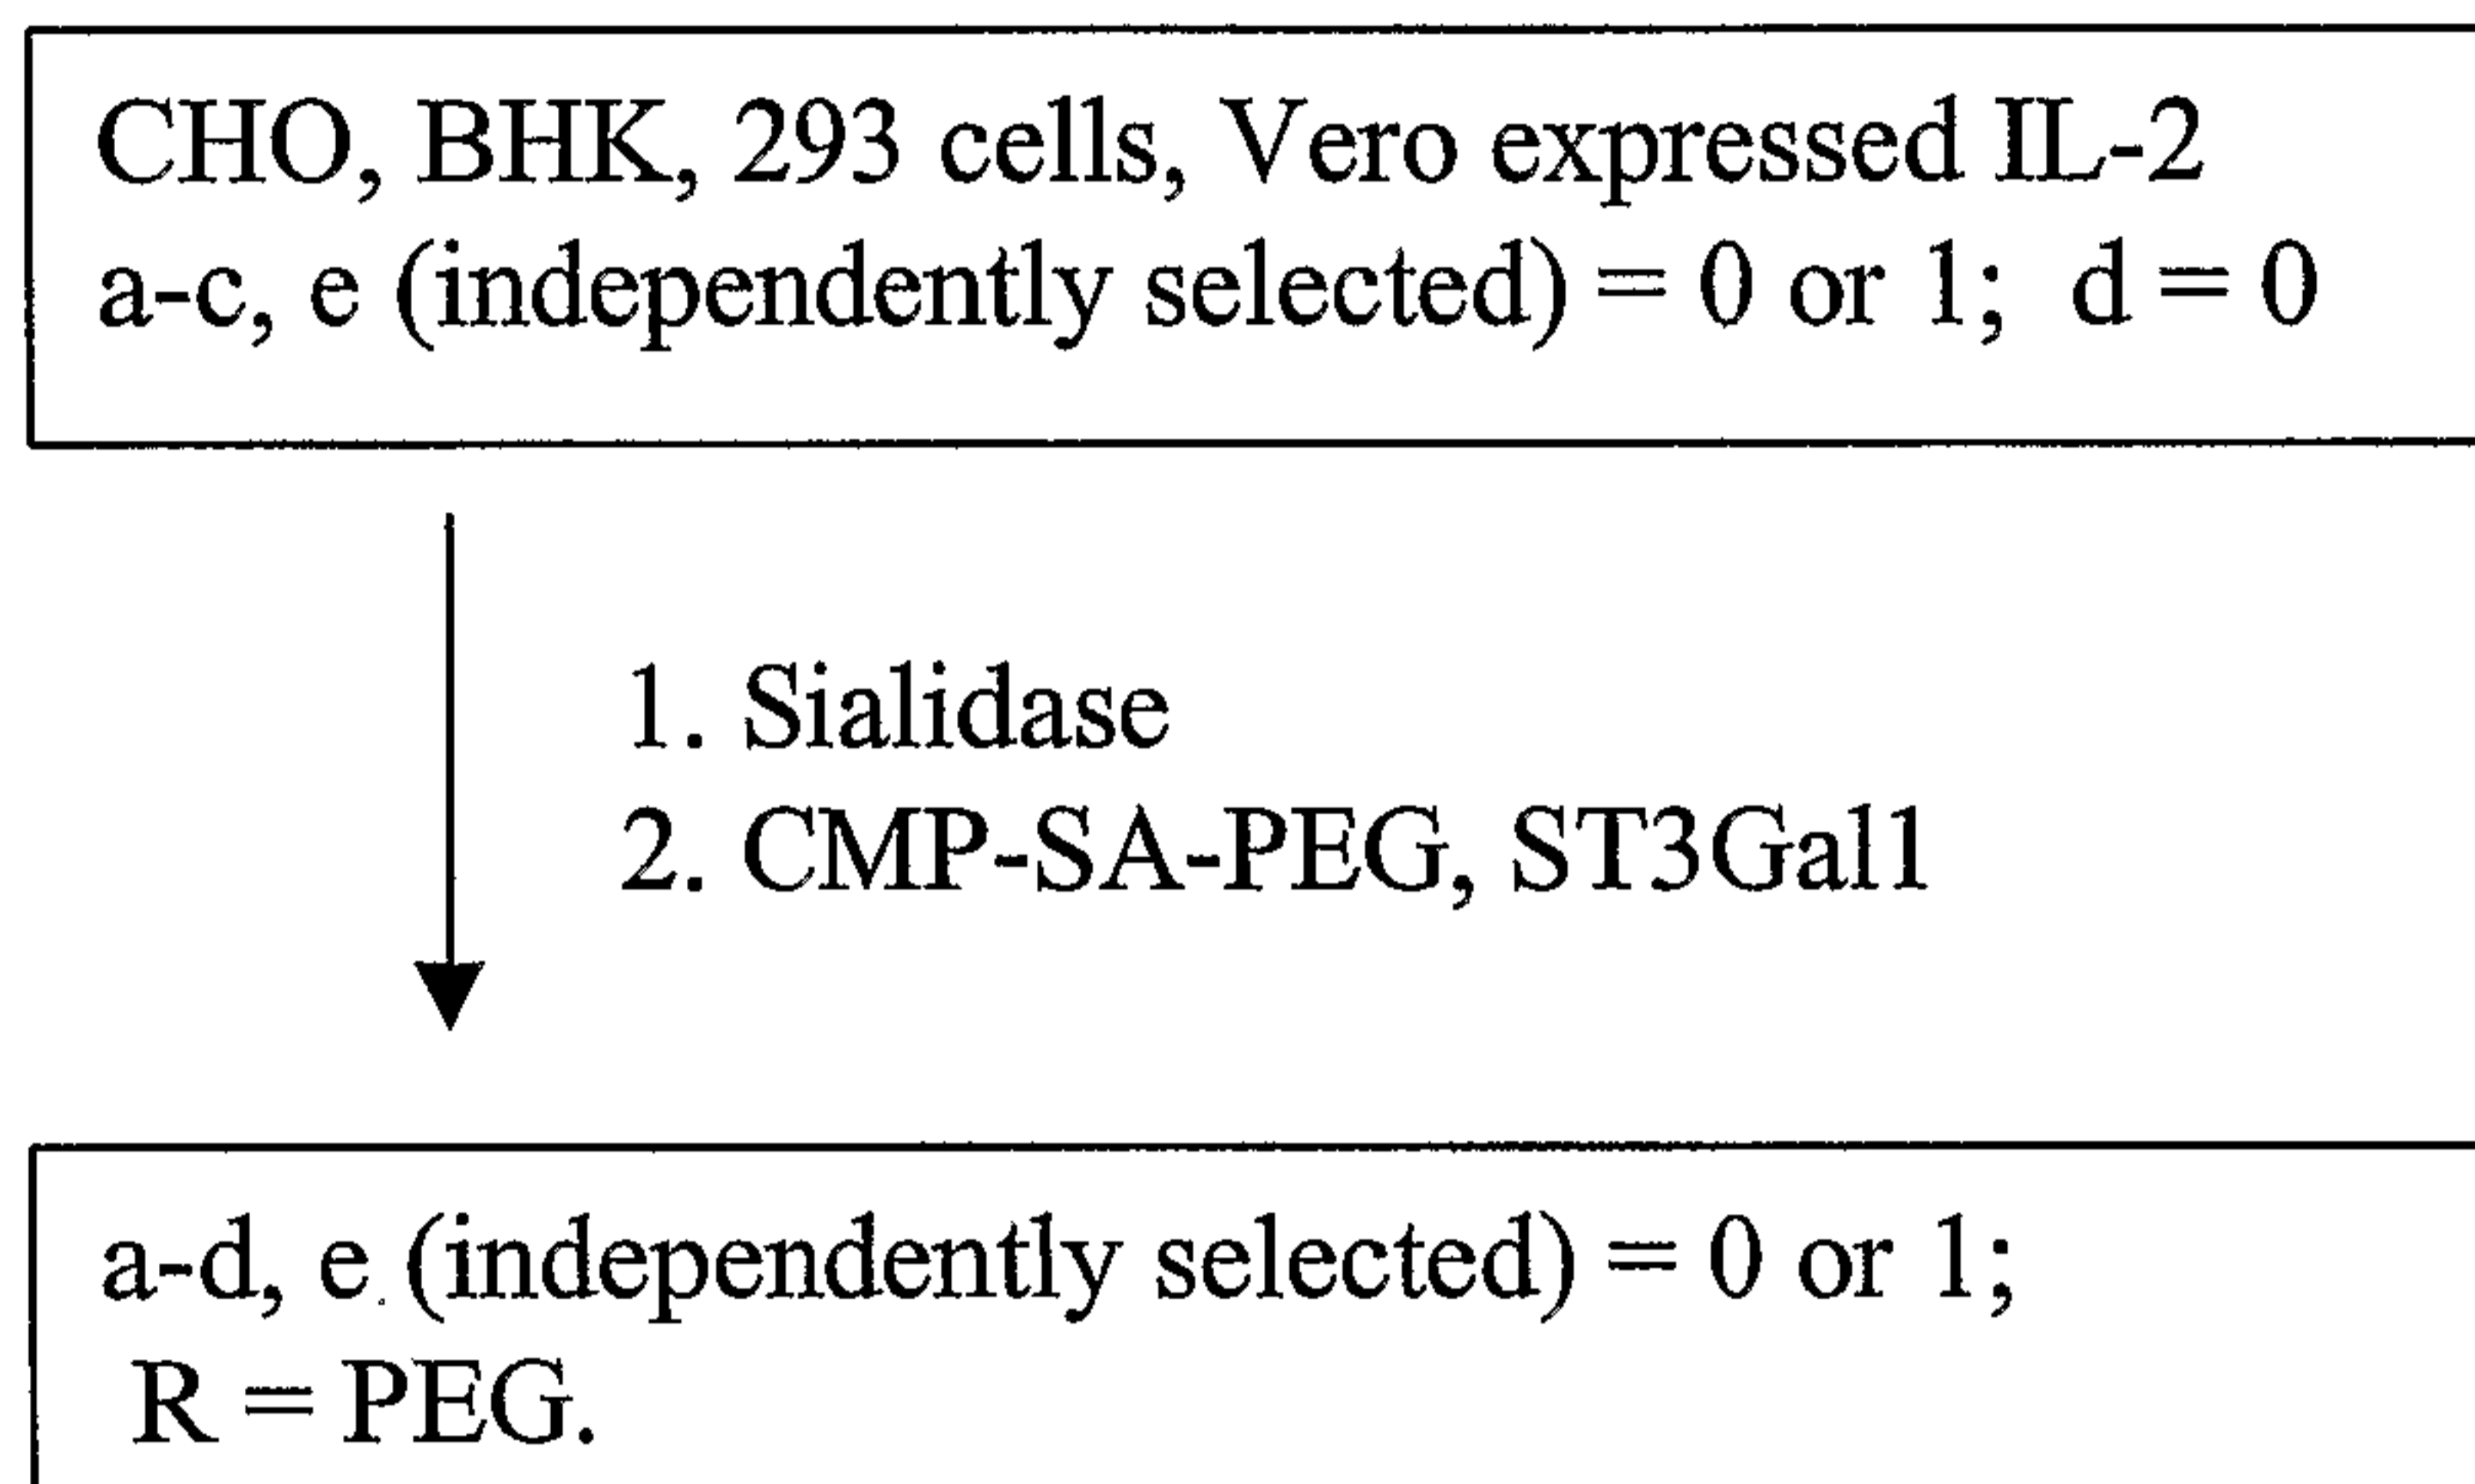 CHO, BHK, 293 cells, Vero expressed IL-2
a-c, e (independently selected) = 0 or 1; d = 0
1. Sialidase
2. CMP-SA-PEG, ST3Gal1
a-d, e (independently selected) = 0 or 1;
R = PEG.